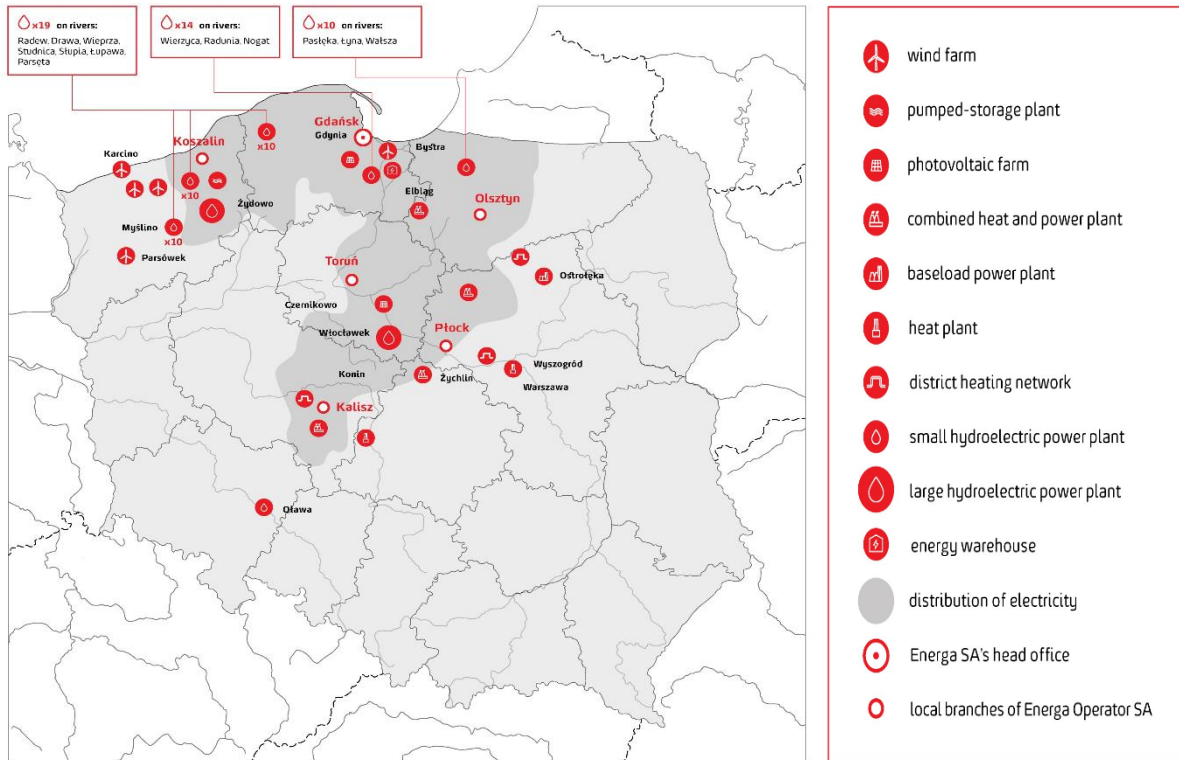 x19 on rivers:
Radew, Drawa, Wieprza,
Studnica, Słupia, Łupawa,
Parsęta
x14 on rivers:
Wierzyca, Radunia, Nogat
x10 on rivers:
Pasłęka, Łyna, Wałsza
Gdańsk
Gdynia
Koszalin
x10
Bystra
Karcino
x10
Elbląg
Żydowo
Olsztyn
Myślino
x10
Parsówek
Toruń
Ostrołęka
Czernikowo
Włocławek
Płock
Wyszogród
Konin
Żychlin
Warszawa
Kalisz
Oława
wind farm
pumped-storage plant
photovoltaic farm
combined heat and power plant
baseload power plant
heat plant
district heating network
small hydroelectric power plant
large hydroelectric power plant
energy warehouse
distribution of electricity
Energa SA's head office
local branches of Energa Operator SA